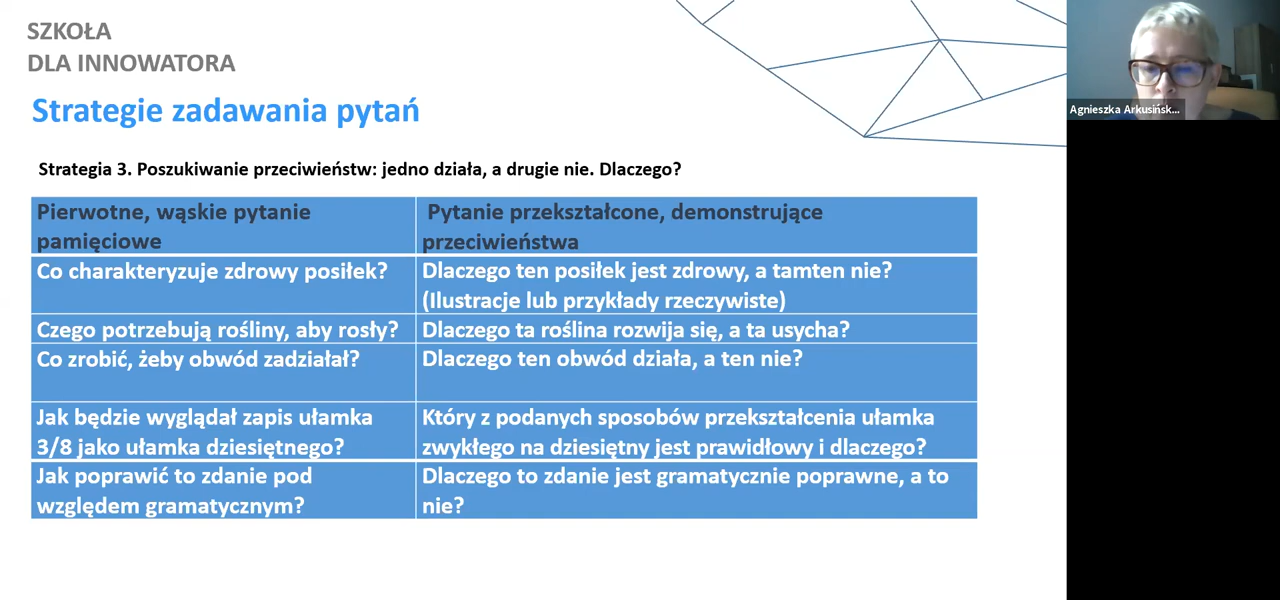 SZKOŁA
DLA INNOWATORA
Strategie zadawania pytań
Agnieszka Arkusińsk...
Strategia 3. Poszukiwanie przeciwieństw: jedno działa, a drugie nie. Dlaczego?
Pierwotne, wąskie pytanie
pamięciowe
Pytanie przekształcone, demonstrujące
przeciwieństwa
Co charakteryzuje zdrowy posiłek?
Dlaczego ten posiłek jest zdrowy, a tamten nie?
(Ilustracje lub przykłady rzeczywiste)
Czego potrzebują rośliny, aby rosły?
Dlaczego ta roślina rozwija się, a ta usycha?
Co zrobić, żeby obwód zadziałał?
Dlaczego ten obwód działa, a ten nie?
Jak będzie wyglądał zapis ułamka
3/8 jako ułamka dziesiętnego?
Który z podanych sposobów przekształcenia ułamka
zwykłego na dziesiętny jest prawidłowy i dlaczego?
Jak poprawić to zdanie pod
względem gramatycznym?
Dlaczego to zdanie jest gramatycznie poprawne, a to
nie?